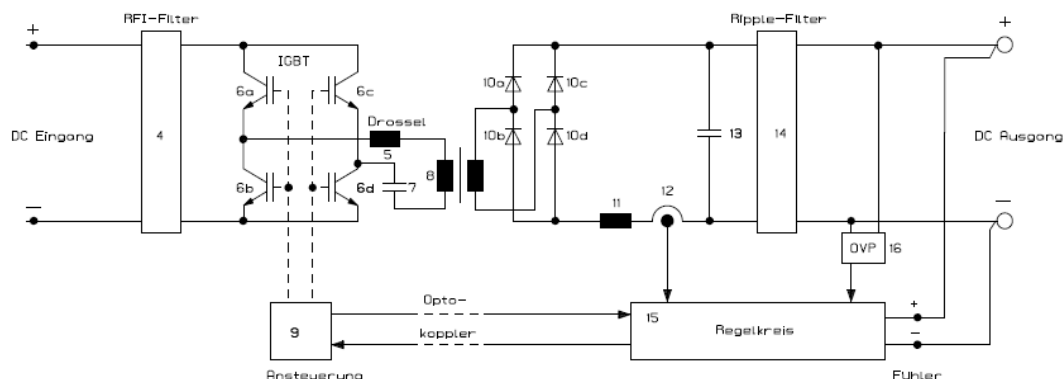 RFI-Filter
Ripple-Filter
+
+
IGBT
6a
6c
10a
10c
Drossel
DC Eingang
4
5
10b
10d
13
14
DC Ausgang
6b
6d
7
8
12
11
—
—
OVP
16
Opto-
+
9
15
Regelkreis
koppler
—
Ansteuerung
Fühler